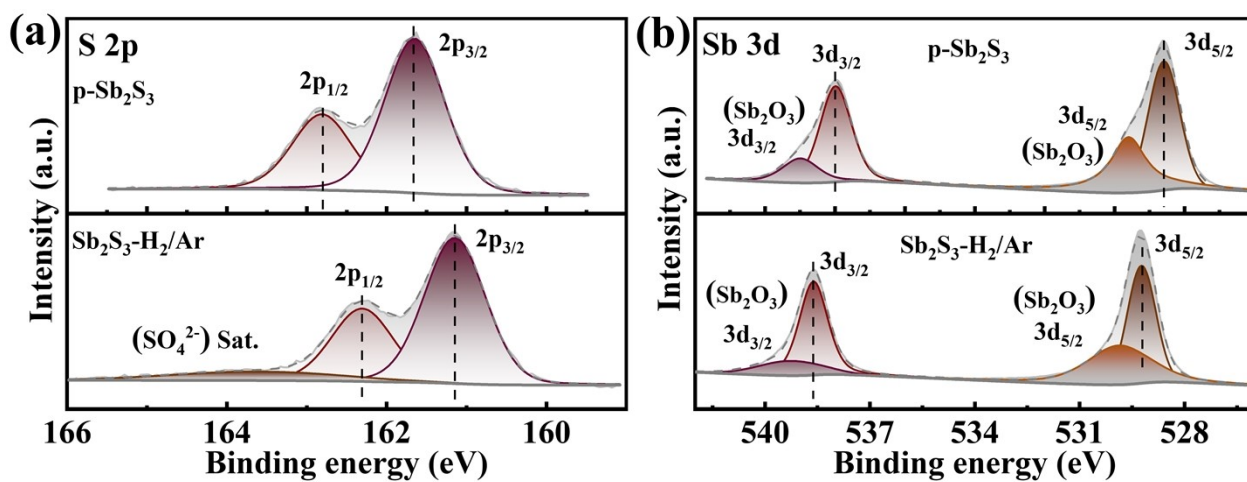 (a)
S 2p
p-Sb₂S₃
2p₁/₂
2p₃/₂
Sb₂S₃-H₂/Ar
2p₁/₂
2p₃/₂
(SO₄²⁻) Sat.
Intensity (a.u.)
166 164 162 160
Binding energy (eV)
(b)
Sb 3d
p-Sb₂S₃
3d₃/₂
3d₅/₂
(Sb₂O₃)
3d₃/₂
3d₅/₂
(Sb₂O₃)
Sb₂S₃-H₂/Ar
3d₃/₂
3d₅/₂
(Sb₂O₃)
3d₃/₂
(Sb₂O₃)
3d₅/₂
Intensity (a.u.)
540 537 534 531 528
Binding energy (eV)